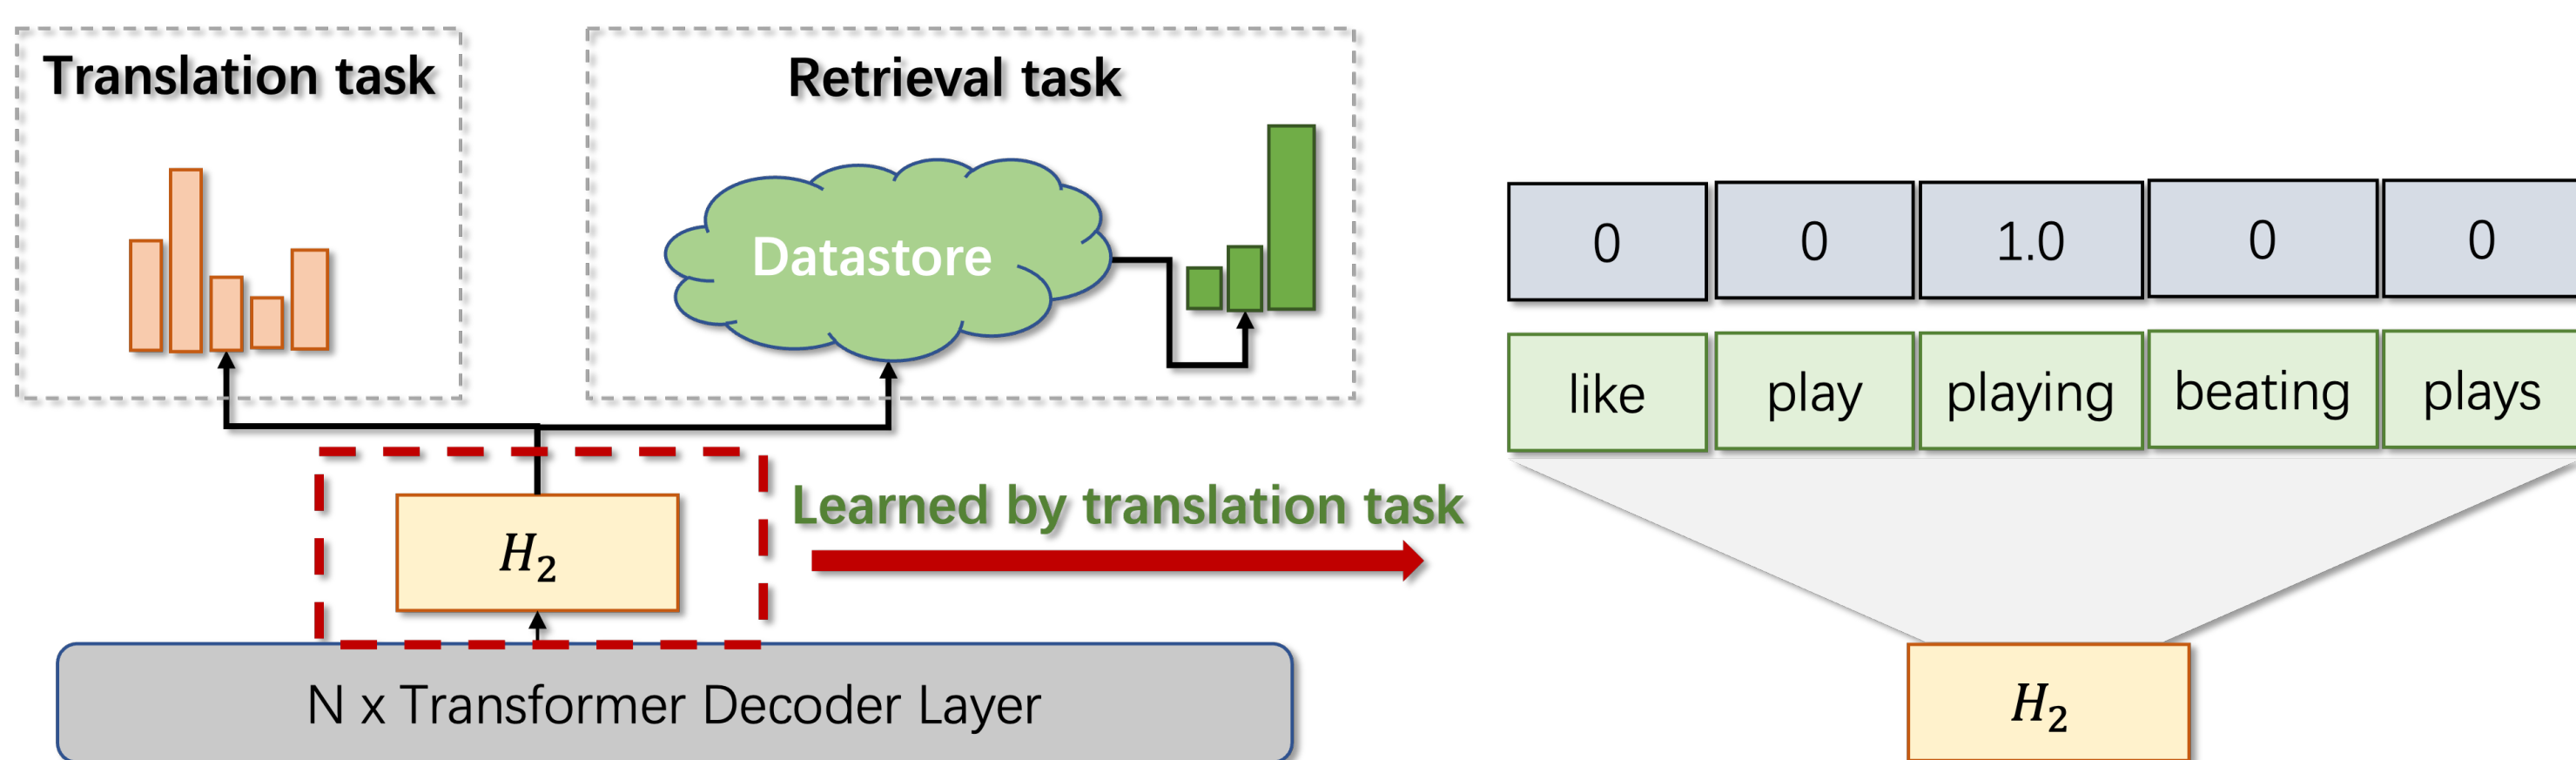 Translation task
Retrieval task
Datastore
0 0 1.0 0 0
like play playing beating plays
Learned by translation task
H₂
N x Transformer Decoder Layer
H₂